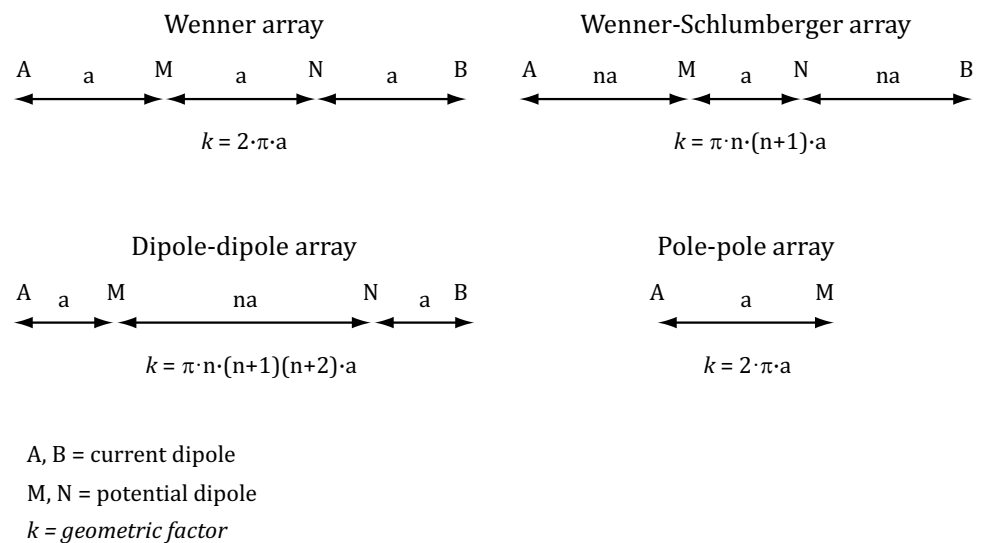 Wenner array
A a M a N a B
k = 2·π·a
Wenner-Schlumberger array
A na M a N na B
k = π·n·(n+1)·a
Dipole-dipole array
A a M na N a B
k = π·n·(n+1)(n+2)·a
Pole-pole array
A a M
k = 2·π·a
A, B = current dipole
M, N = potential dipole
k = geometric factor